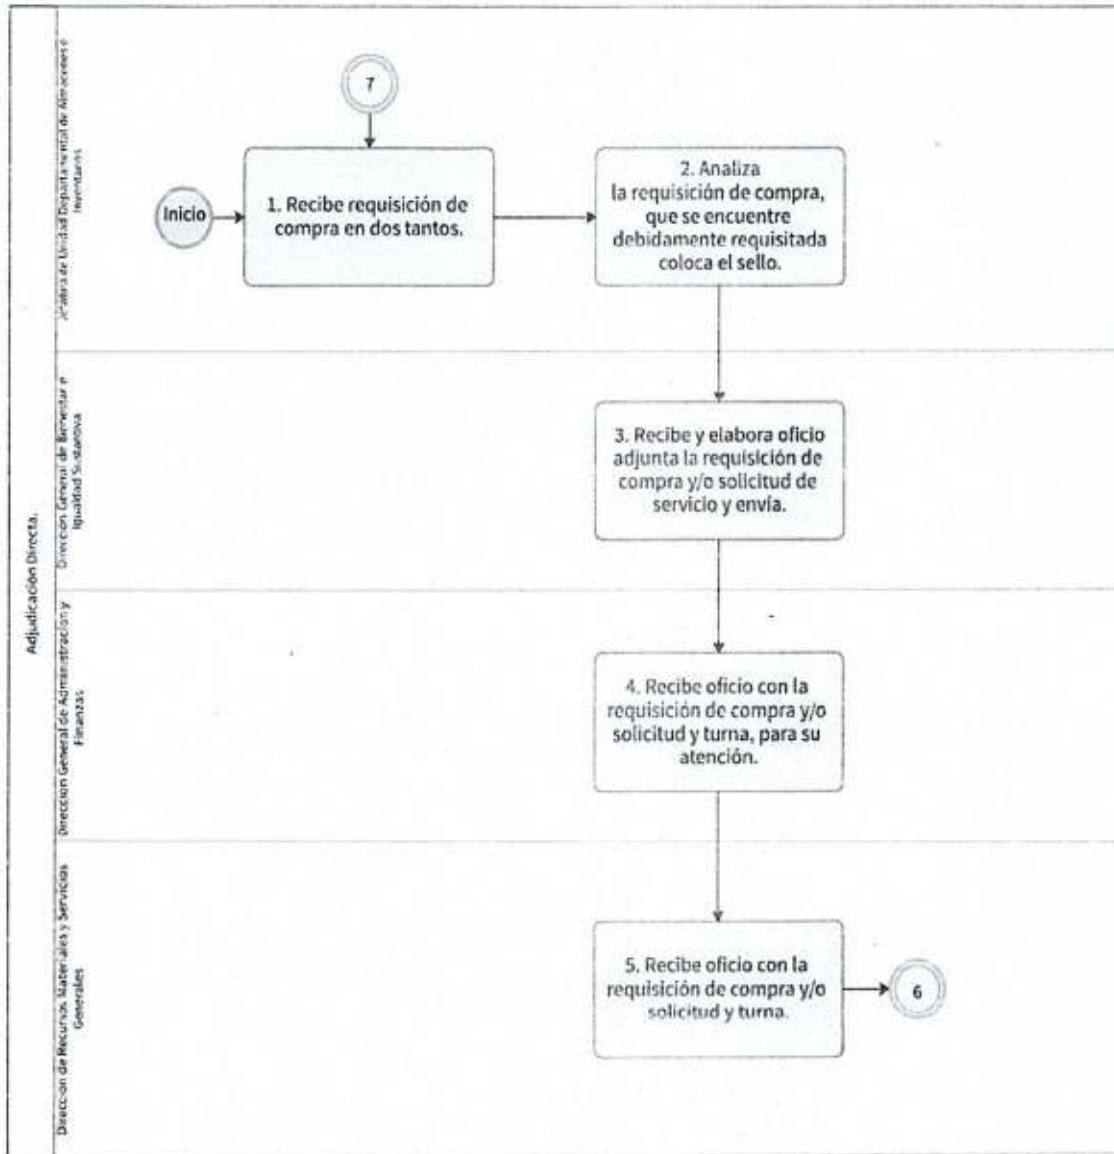 Adjudicación Directa.
Jefatura de Unidad Departamental de Almacenes e
Inventarios
7
Inicio
1. Recibe requisición de
compra en dos tantos.
2. Analiza
la requisición de compra,
que se encuentre
debidamente requisitada
coloca el sello.
Dirección General de Bienestar e
Igualdad Sustantiva
3. Recibe y elabora oficio
adjunta la requisición de
compra y/o solicitud de
servicio y envía.
Dirección General de Administración y
Finanzas
4. Recibe oficio con la
requisición de compra y/o
solicitud y turna, para su
atención.
Dirección de Recursos Materiales y Servicios
Generales
5. Recibe oficio con la
requisición de compra y/o
solicitud y turna.
6